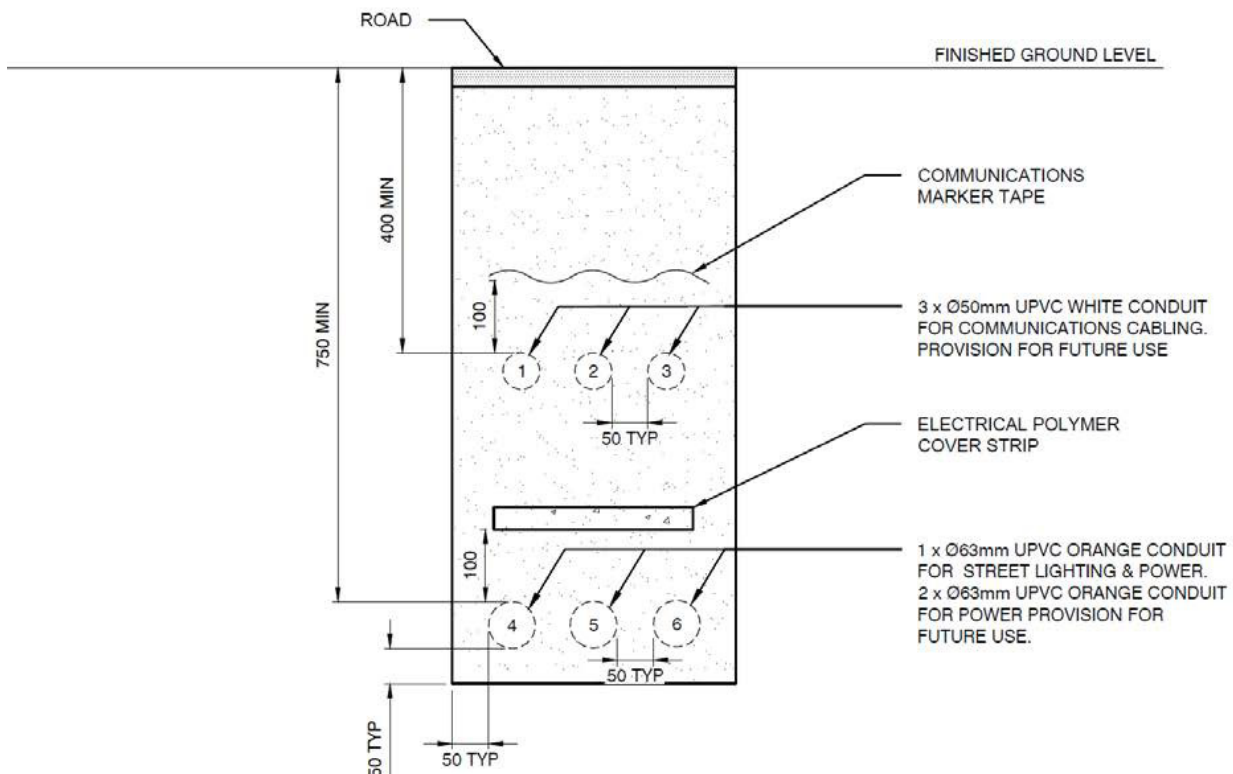 ROAD
FINISHED GROUND LEVEL
COMMUNICATIONS
MARKER TAPE
400 MIN
750 MIN
100
3 x Ø50mm UPVC WHITE CONDUIT
FOR COMMUNICATIONS CABLING.
PROVISION FOR FUTURE USE
1
2
3
50 TYP
ELECTRICAL POLYMER
COVER STRIP
100
1 x Ø63mm UPVC ORANGE CONDUIT
FOR STREET LIGHTING & POWER.
2 x Ø63mm UPVC ORANGE CONDUIT
FOR POWER PROVISION FOR
FUTURE USE.
4
5
6
50 TYP
50 TYP
50 TYP